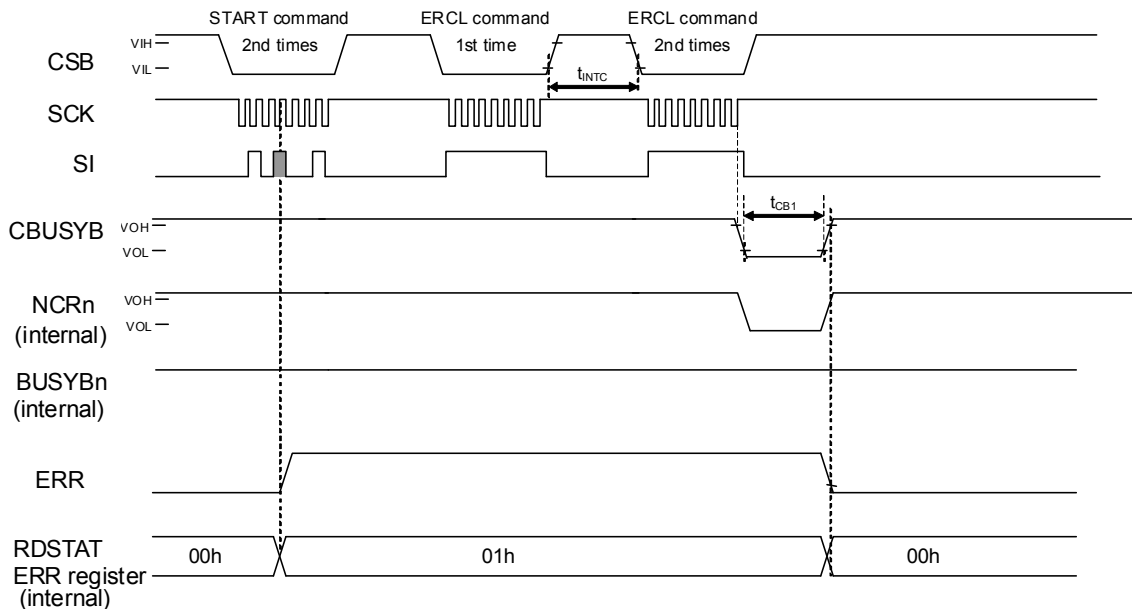 START command ERCL command ERCL command
VIH 2nd times 1st time 2nd times
CSB VIL
tINTC
SCK
SI
tCB1
CBUSYB VOH
VOL
NCRn VOH
(internal) VOL
BUSYBn
(internal)
ERR
RDSTAT 00h 01h 00h
ERR register
(internal)